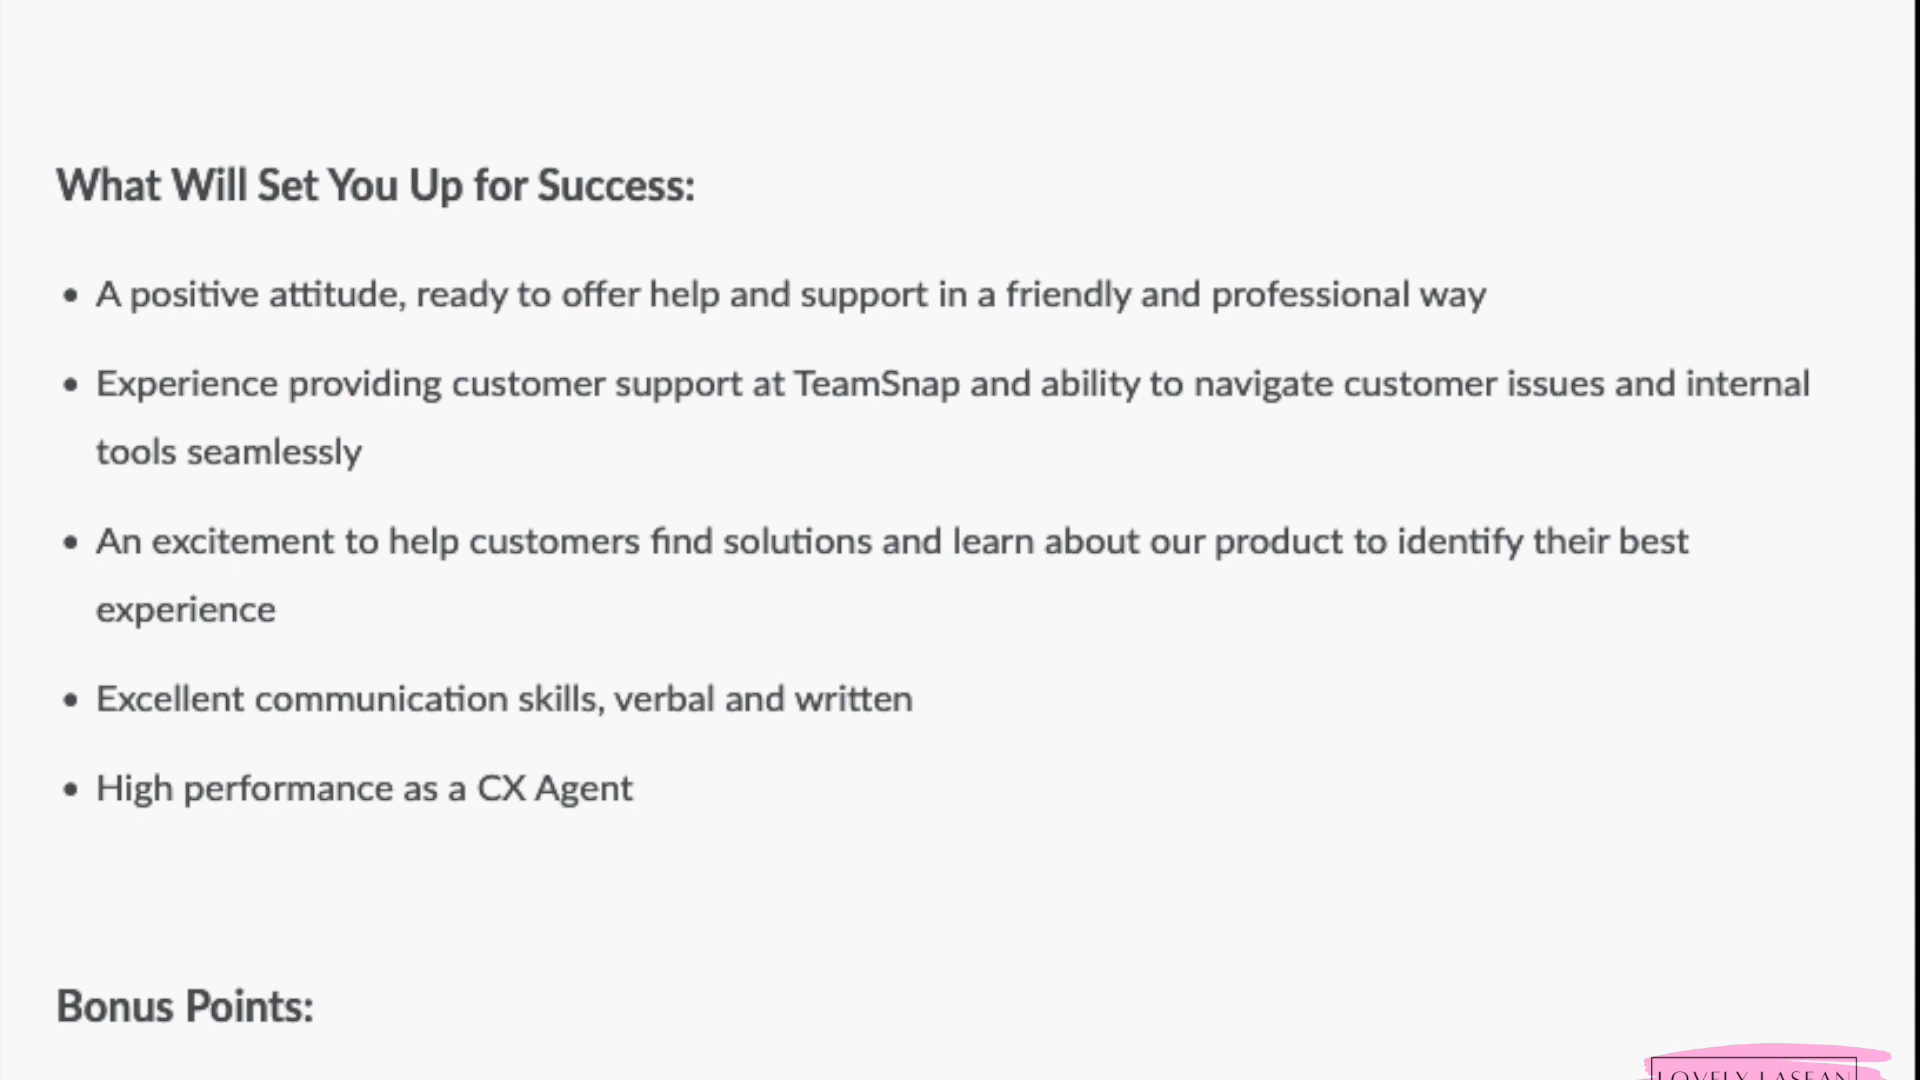 What Will Set You Up for Success:
• A positive attitude, ready to offer help and support in a friendly and professional way
• Experience providing customer support at TeamSnap and ability to navigate customer issues and internal
tools seamlessly
• An excitement to help customers find solutions and learn about our product to identify their best
experience
• Excellent communication skills, verbal and written
• High performance as a CX Agent
Bonus Points:
LOVELY LASEAN